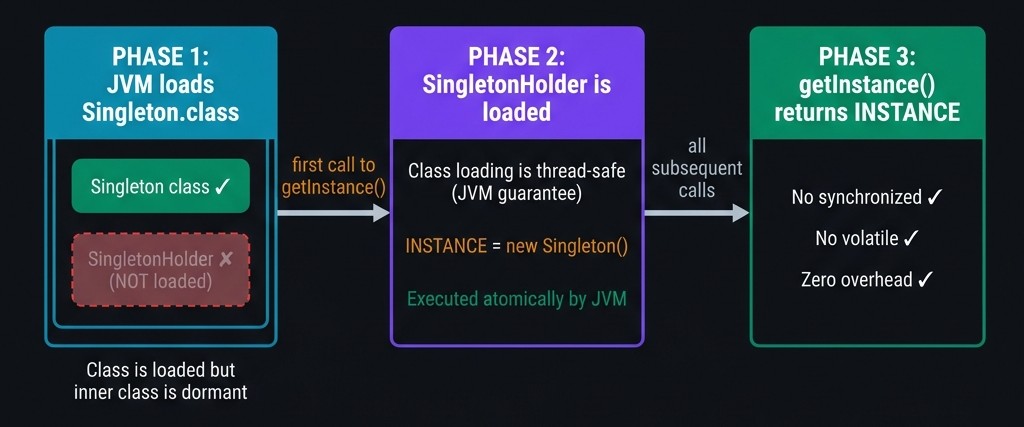 PHASE 1:
JVM loads
Singleton.class
Singleton class ✓
SingletonHolder ✘
(NOT loaded)
Class is loaded but
inner class is dormant
first call to
getInstance()
PHASE 2:
SingletonHolder is
loaded
Class loading is thread-safe
(JVM guarantee)
INSTANCE = new Singleton()
Executed atomically by JVM
all
subsequent
calls
PHASE 3:
getInstance()
returns INSTANCE
No synchronized ✓
No volatile ✓
Zero overhead ✓